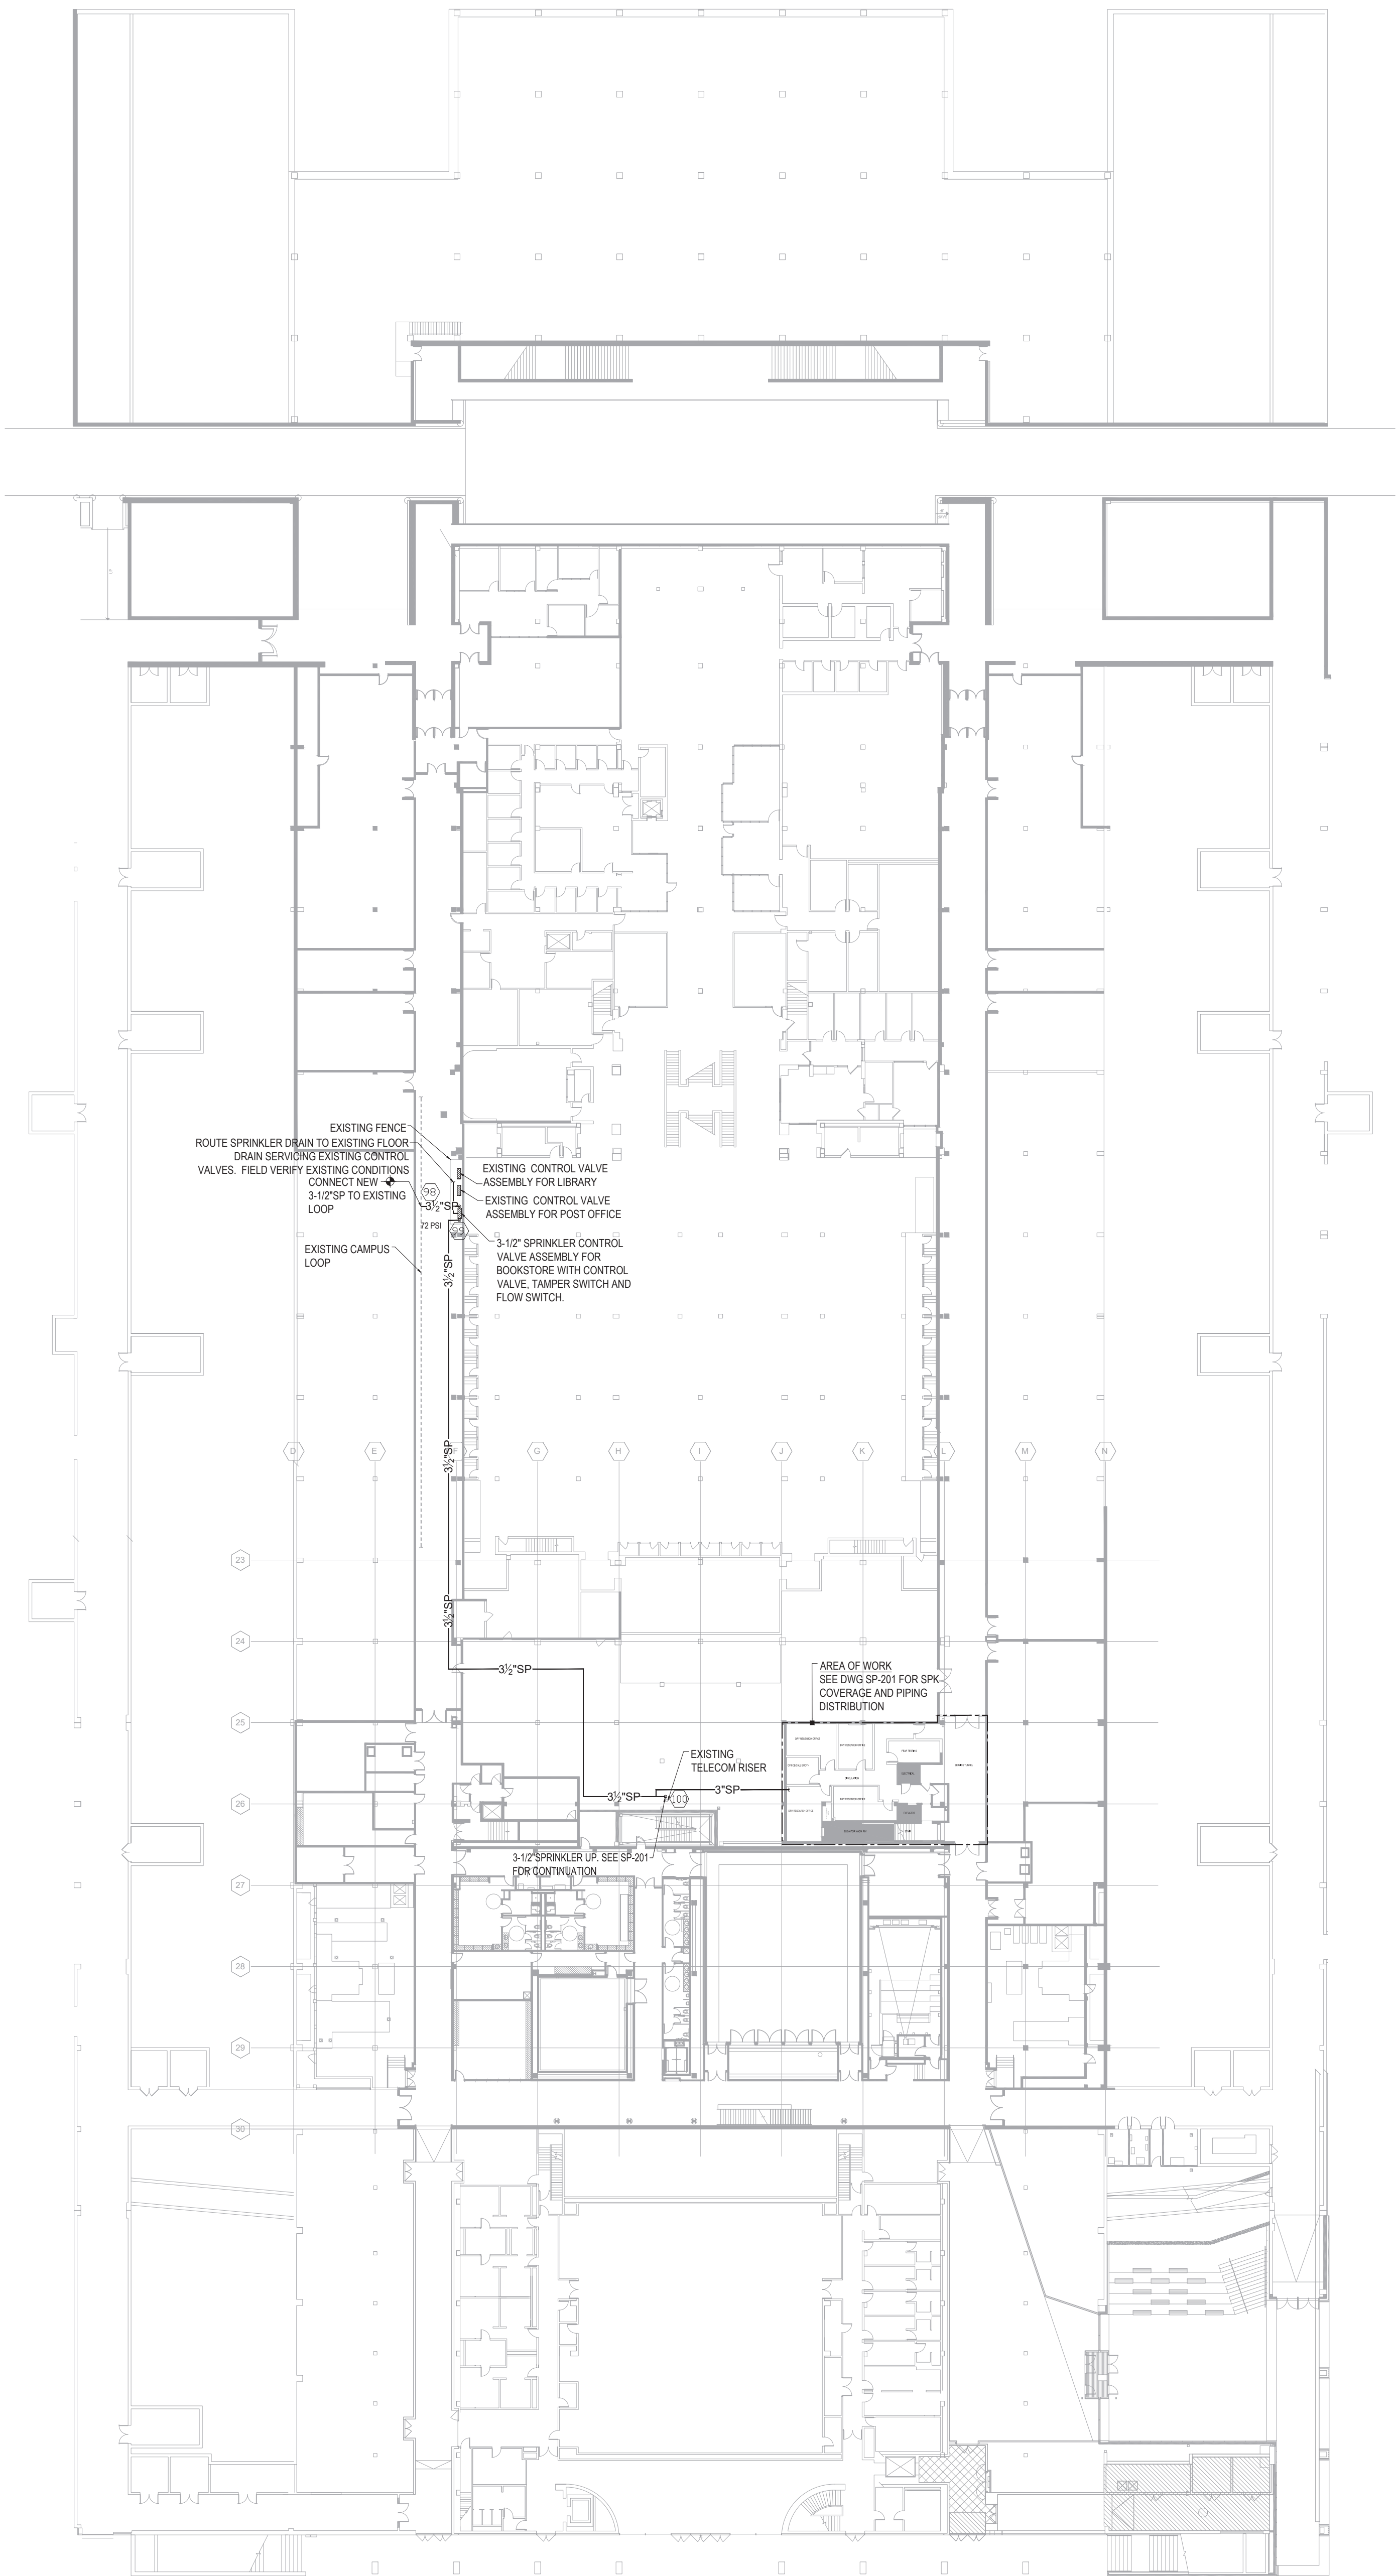 EXISTING FENCE
ROUTE SPRINKLER DRAIN TO EXISTING FLOOR
DRAIN SERVICING EXISTING CONTROL
VALVES. FIELD VERIFY EXISTING CONDITIONS
CONNECT NEW
3-1/2"SP TO EXISTING
LOOP
98
3½"SP
72 PSI
99
EXISTING CONTROL VALVE
ASSEMBLY FOR LIBRARY
EXISTING CONTROL VALVE
ASSEMBLY FOR POST OFFICE
3-1/2" SPRINKLER CONTROL
VALVE ASSEMBLY FOR
BOOKSTORE WITH CONTROL
VALVE, TAMPER SWITCH AND
FLOW SWITCH.
EXISTING CAMPUS
LOOP
3½"SP
3½"SP
D
E
F
G
H
I
J
K
L
M
N
23
3½"SP
24
3½"SP
AREA OF WORK
SEE DWG SP-201 FOR SPK
COVERAGE AND PIPING
DISTRIBUTION
25
EXISTING
TELECOM RISER
3"SP
3½"SP
100
26
3-1/2"SPRINKLER UP. SEE SP-201
FOR CONTINUATION
27
28
29
30